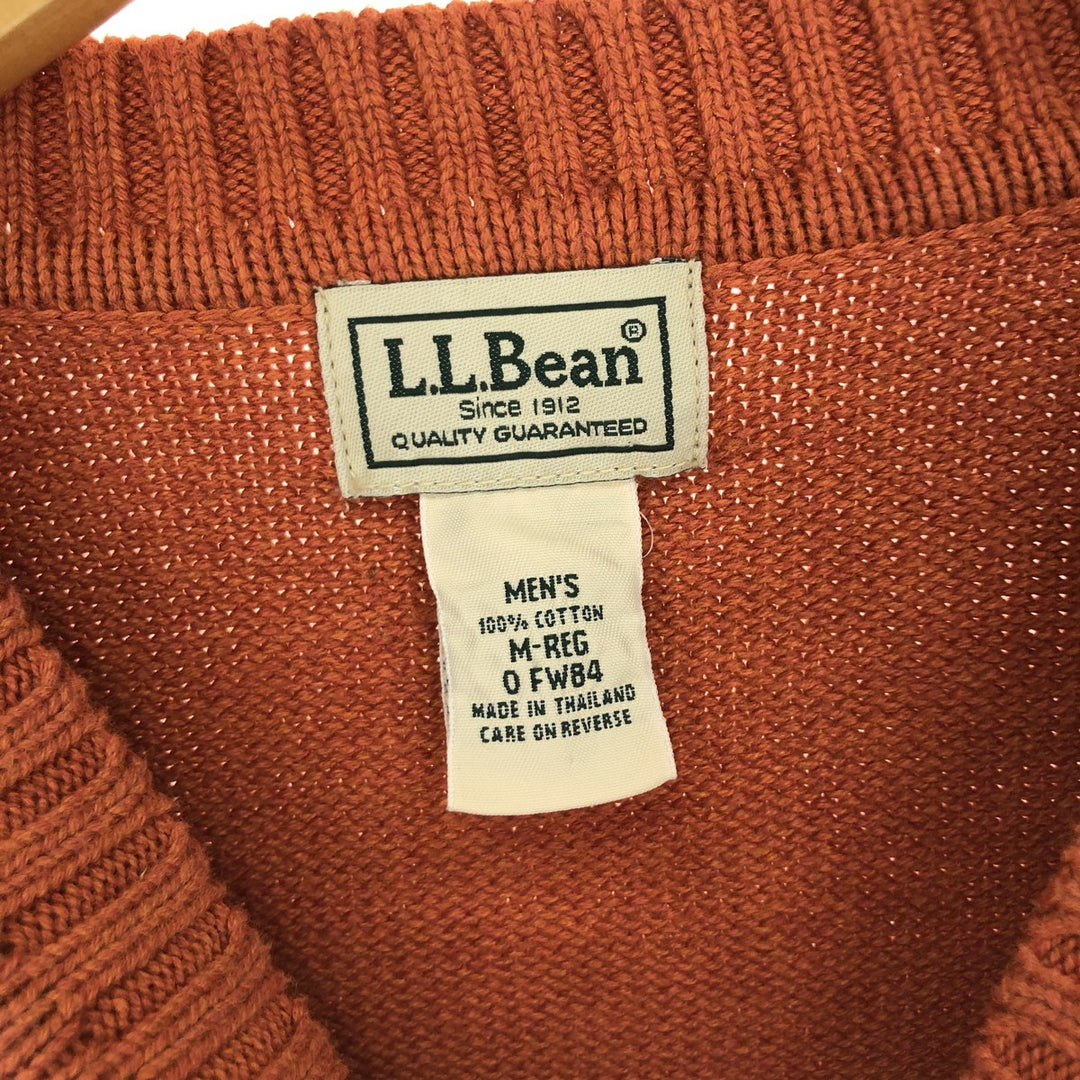 L.L.Bean®
Since 1912
QUALITY GUARANTEED
MEN'S
100% COTTON
M-REG
0 FW84
MADE IN THAILAND
CARE ON REVERSE